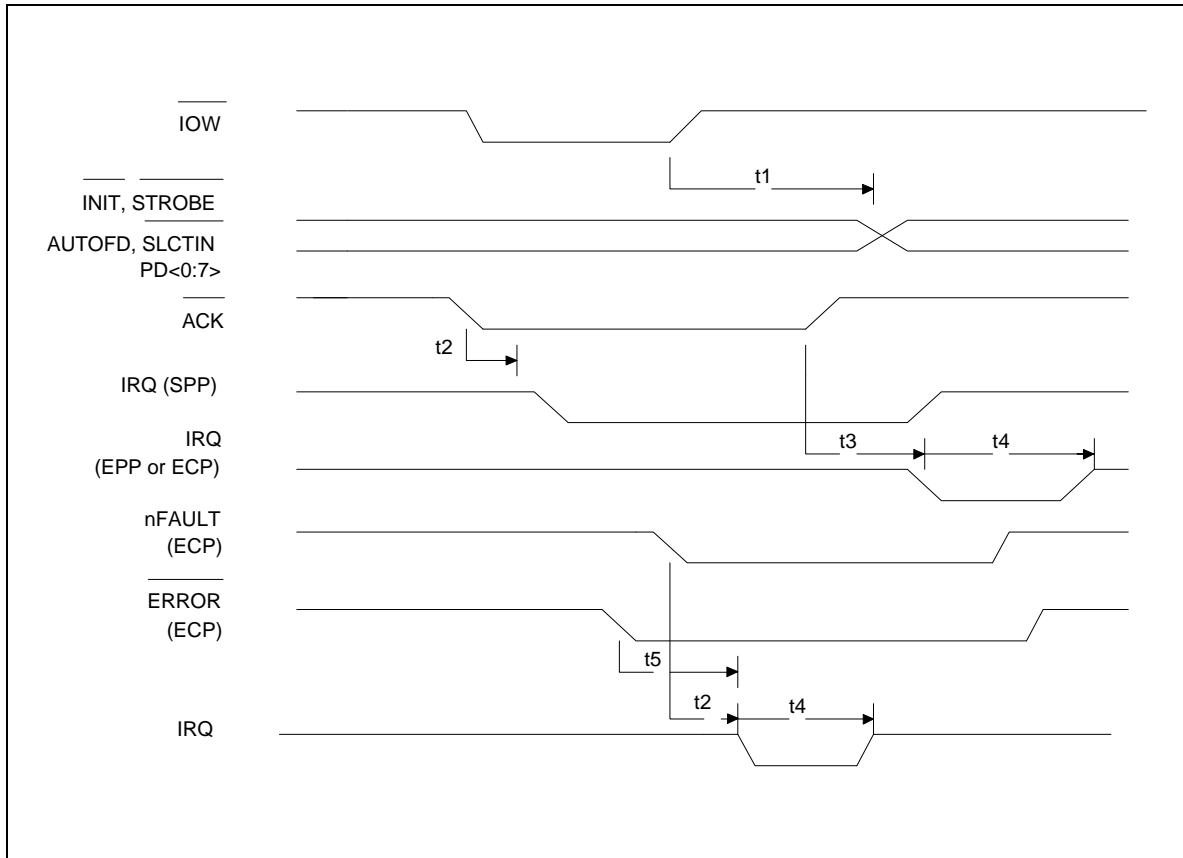 IOW
t1
INIT, STROBE
AUTOFD, SLCTIN
PD<0:7>
ACK
t2
IRQ (SPP)
IRQ
(EPP or ECP)
t3
t4
nFAULT
(ECP)
ERROR
(ECP)
t5
t2
t4
IRQ